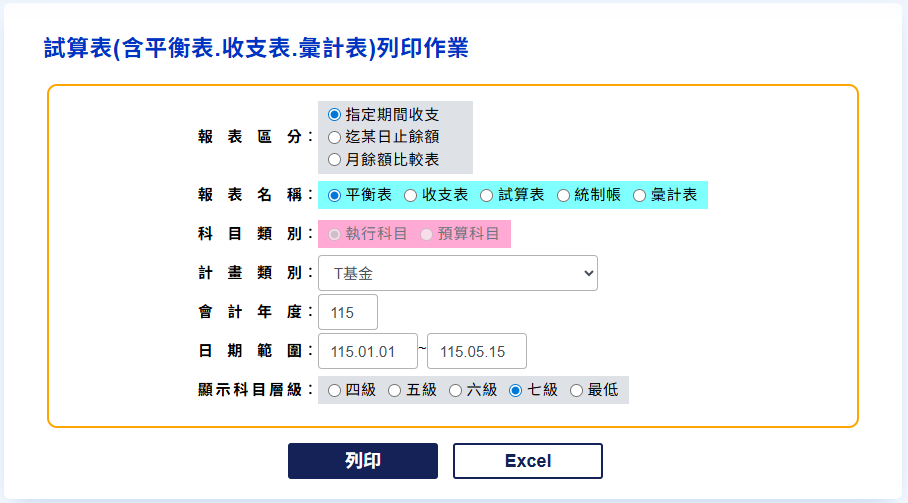 試算表(含平衡表.收支表.彙計表)列印作業
報表區分：
指定期間收支
迄某日止餘額
月餘額比較表
報表名稱： 平衡表 收支表 試算表 統制帳 彙計表
科目類別： 執行科目 預算科目
計畫類別： T基金
會計年度： 115
日期範圍： 115.01.01 ~ 115.05.15
顯示科目層級： 四級 五級 六級 七級 最低
列印 Excel